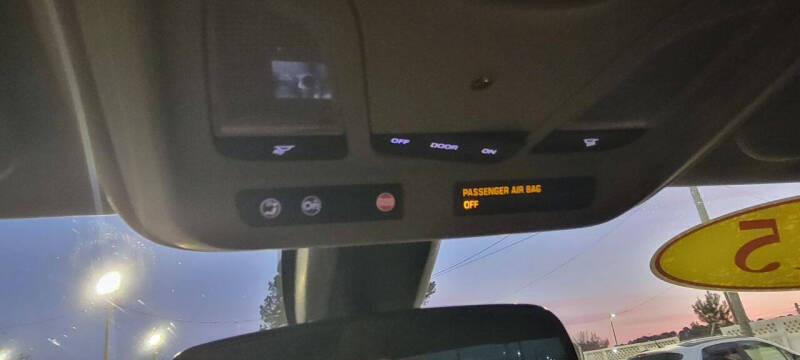 OFF DOOR ON
PASSENGER AIR BAG
OFF
5